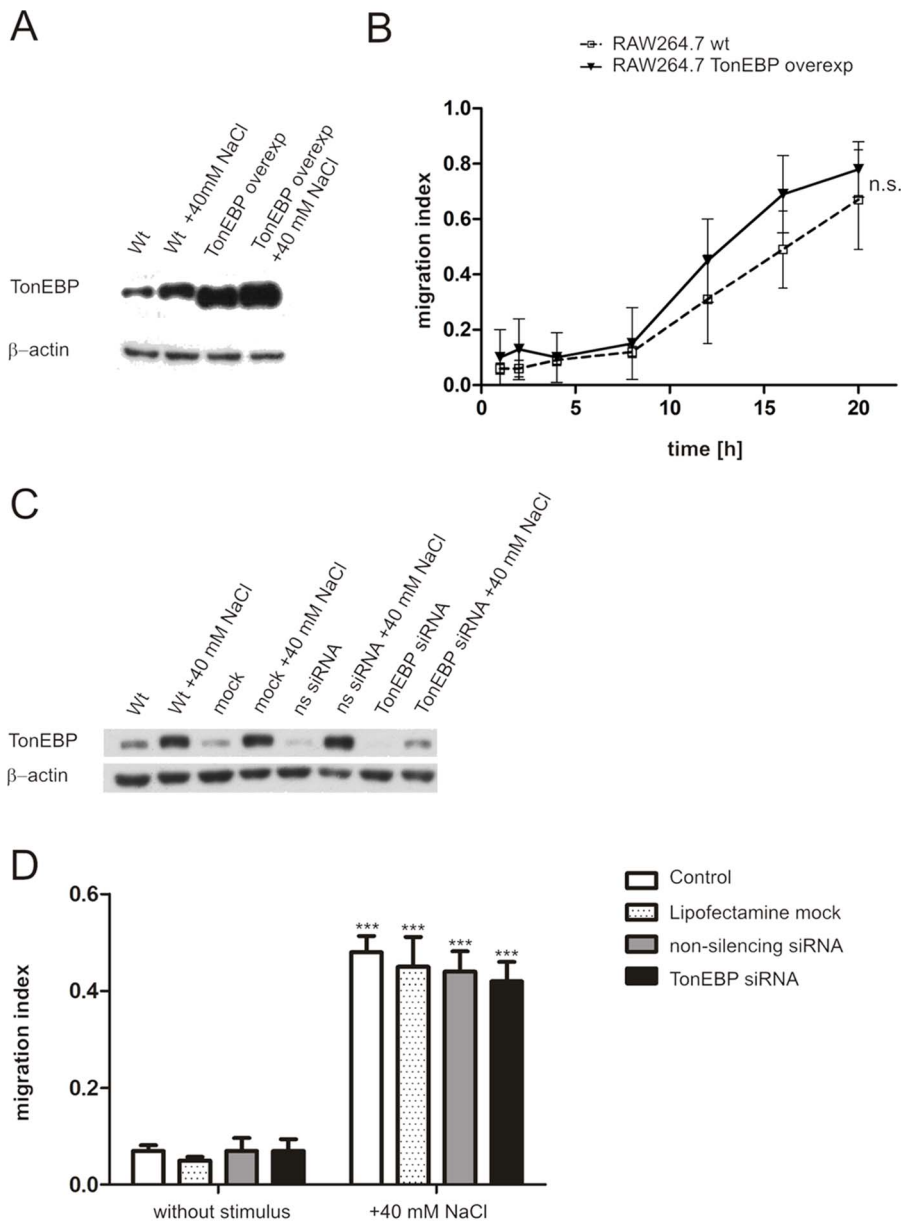 A
Wt
Wt +40mM NaCl
TonEBP overexp
TonEBP overexp
+40 mM NaCl
TonEBP
β–actin
B
RAW264.7 wt
RAW264.7 TonEBP overexp
1.0
0.8
0.6
0.4
0.2
0.0
migration index
n.s.
0
5
10
15
20
time [h]
C
Wt
Wt +40 mM NaCl
mock
mock +40 mM NaCl
ns siRNA
ns siRNA +40 mM NaCl
TonEBP siRNA
TonEBP siRNA +40 mM NaCl
TonEBP
β–actin
D
0.6
0.4
0.2
0.0
migration index
***
***
***
***
without stimulus
+40 mM NaCl
Control
Lipofectamine mock
non-silencing siRNA
TonEBP siRNA